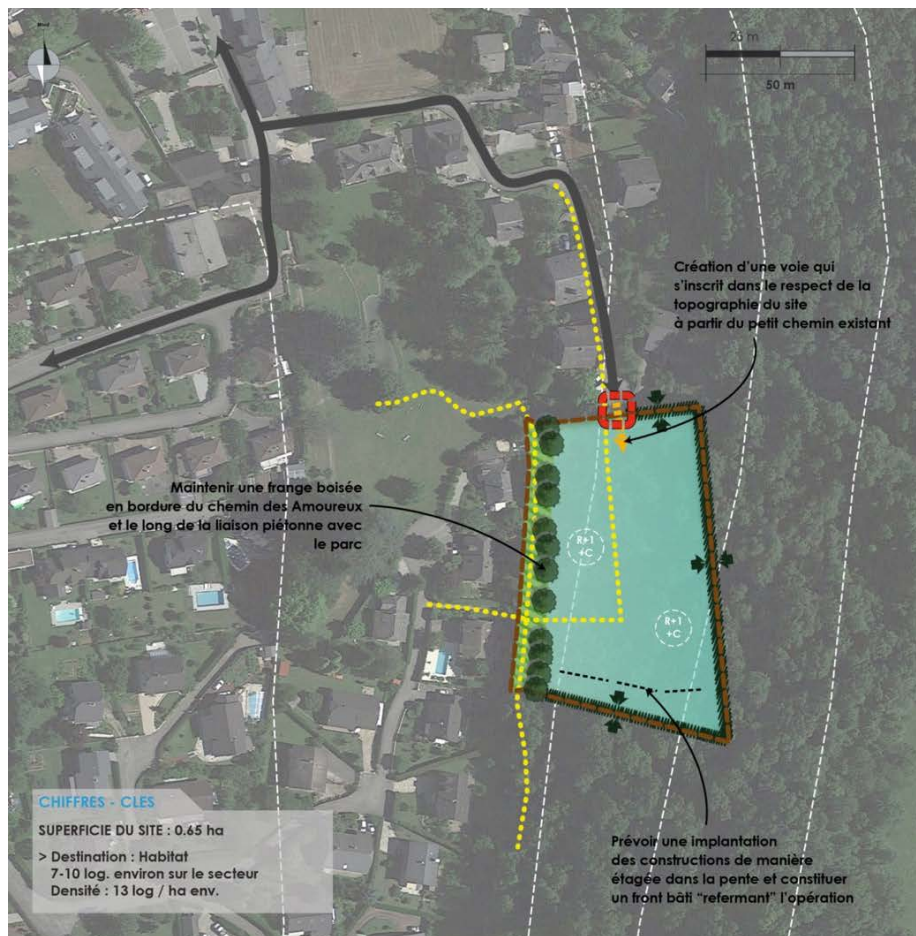 25 m
50 m
Création d'une voie qui
s'inscrit dans le respect de la
topographie du site
à partir du petit chemin existant
Maintenir une frange boisée
en bordure du chemin des Amoureux
et le long de la liaison piétonne avec
le parc
R+1
+C
R+1
+C
CHIFFRES - CLES
SUPERFICIE DU SITE : 0.65 ha
> Destination : Habitat
7-10 log. environ sur le secteur
Densité : 13 log / ha env.
Prévoir une implantation
des constructions de manière
étagée dans la pente et constituer
un front bâti “refermant” l'opération